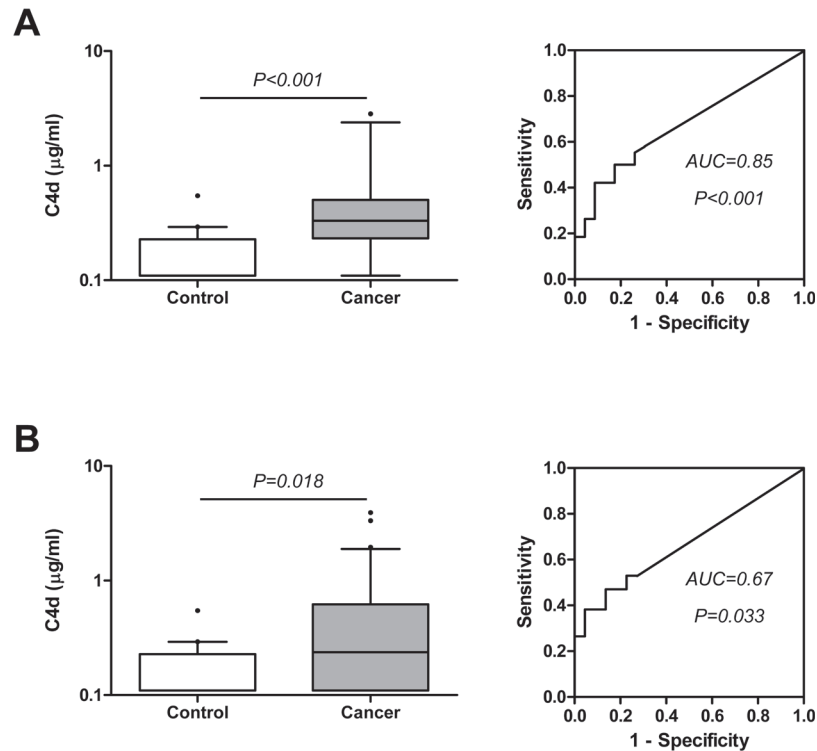 A
10
1
0.1
C4d (μg/ml)
P<0.001
Control
Cancer
1.0
0.8
0.6
0.4
0.2
0.0
Sensitivity
AUC=0.85
P<0.001
0.0 0.2 0.4 0.6 0.8 1.0
1 - Specificity
B
10
1
0.1
C4d (μg/ml)
P=0.018
Control
Cancer
1.0
0.8
0.6
0.4
0.2
0.0
Sensitivity
AUC=0.67
P=0.033
0.0 0.2 0.4 0.6 0.8 1.0
1 - Specificity